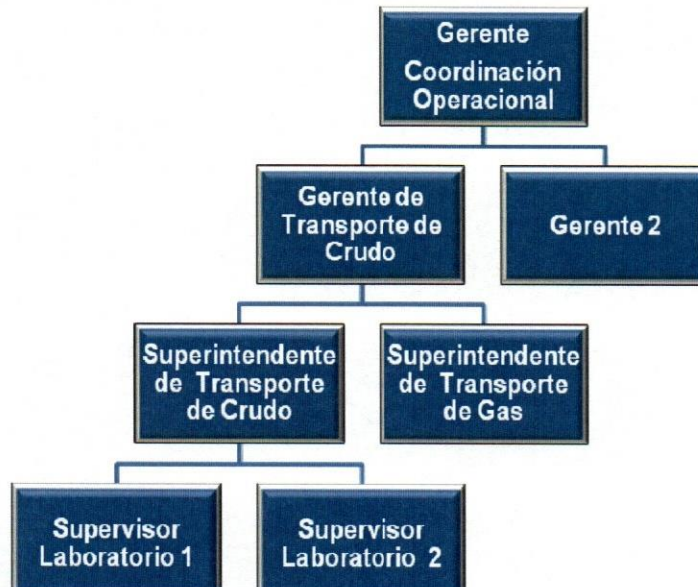 Gerente
Coordinación
Operacional
Gerente de
Transporte de
Crudo
Gerente 2
Superintendente
de Transporte
de Crudo
Superintendente
de Transporte
de Gas
Supervisor
Laboratorio 1
Supervisor
Laboratorio 2